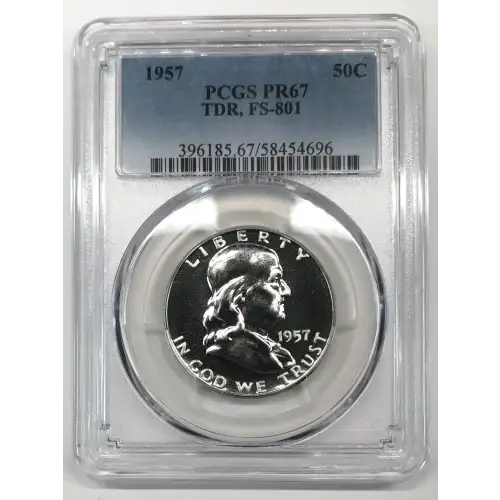 1957 50C
PCGS PR67
TDR, FS-801
396185.67/58454696
LIBERTY
1957
IN GOD WE TRUST